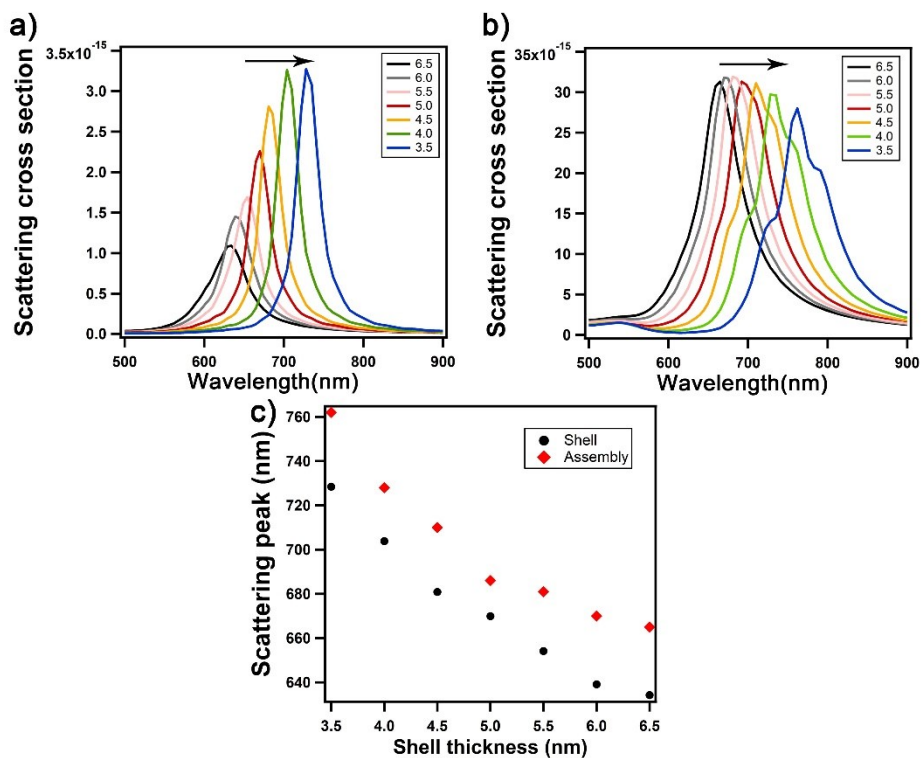 a)
3.5x10-15
3.0
2.5
2.0
1.5
1.0
0.5
0.0
500 600 700 800 900
Wavelength(nm)
Scattering cross section
6.5
6.0
5.5
5.0
4.5
4.0
3.5
b)
35x10-15
30
25
20
15
10
5
0
500 600 700 800 900
Wavelength(nm)
Scattering cross section
6.5
6.0
5.5
5.0
4.5
4.0
3.5
c)
760
740
720
700
680
660
640
3.5 4.0 4.5 5.0 5.5 6.0 6.5
Shell thickness (nm)
Scattering peak (nm)
Shell
Assembly